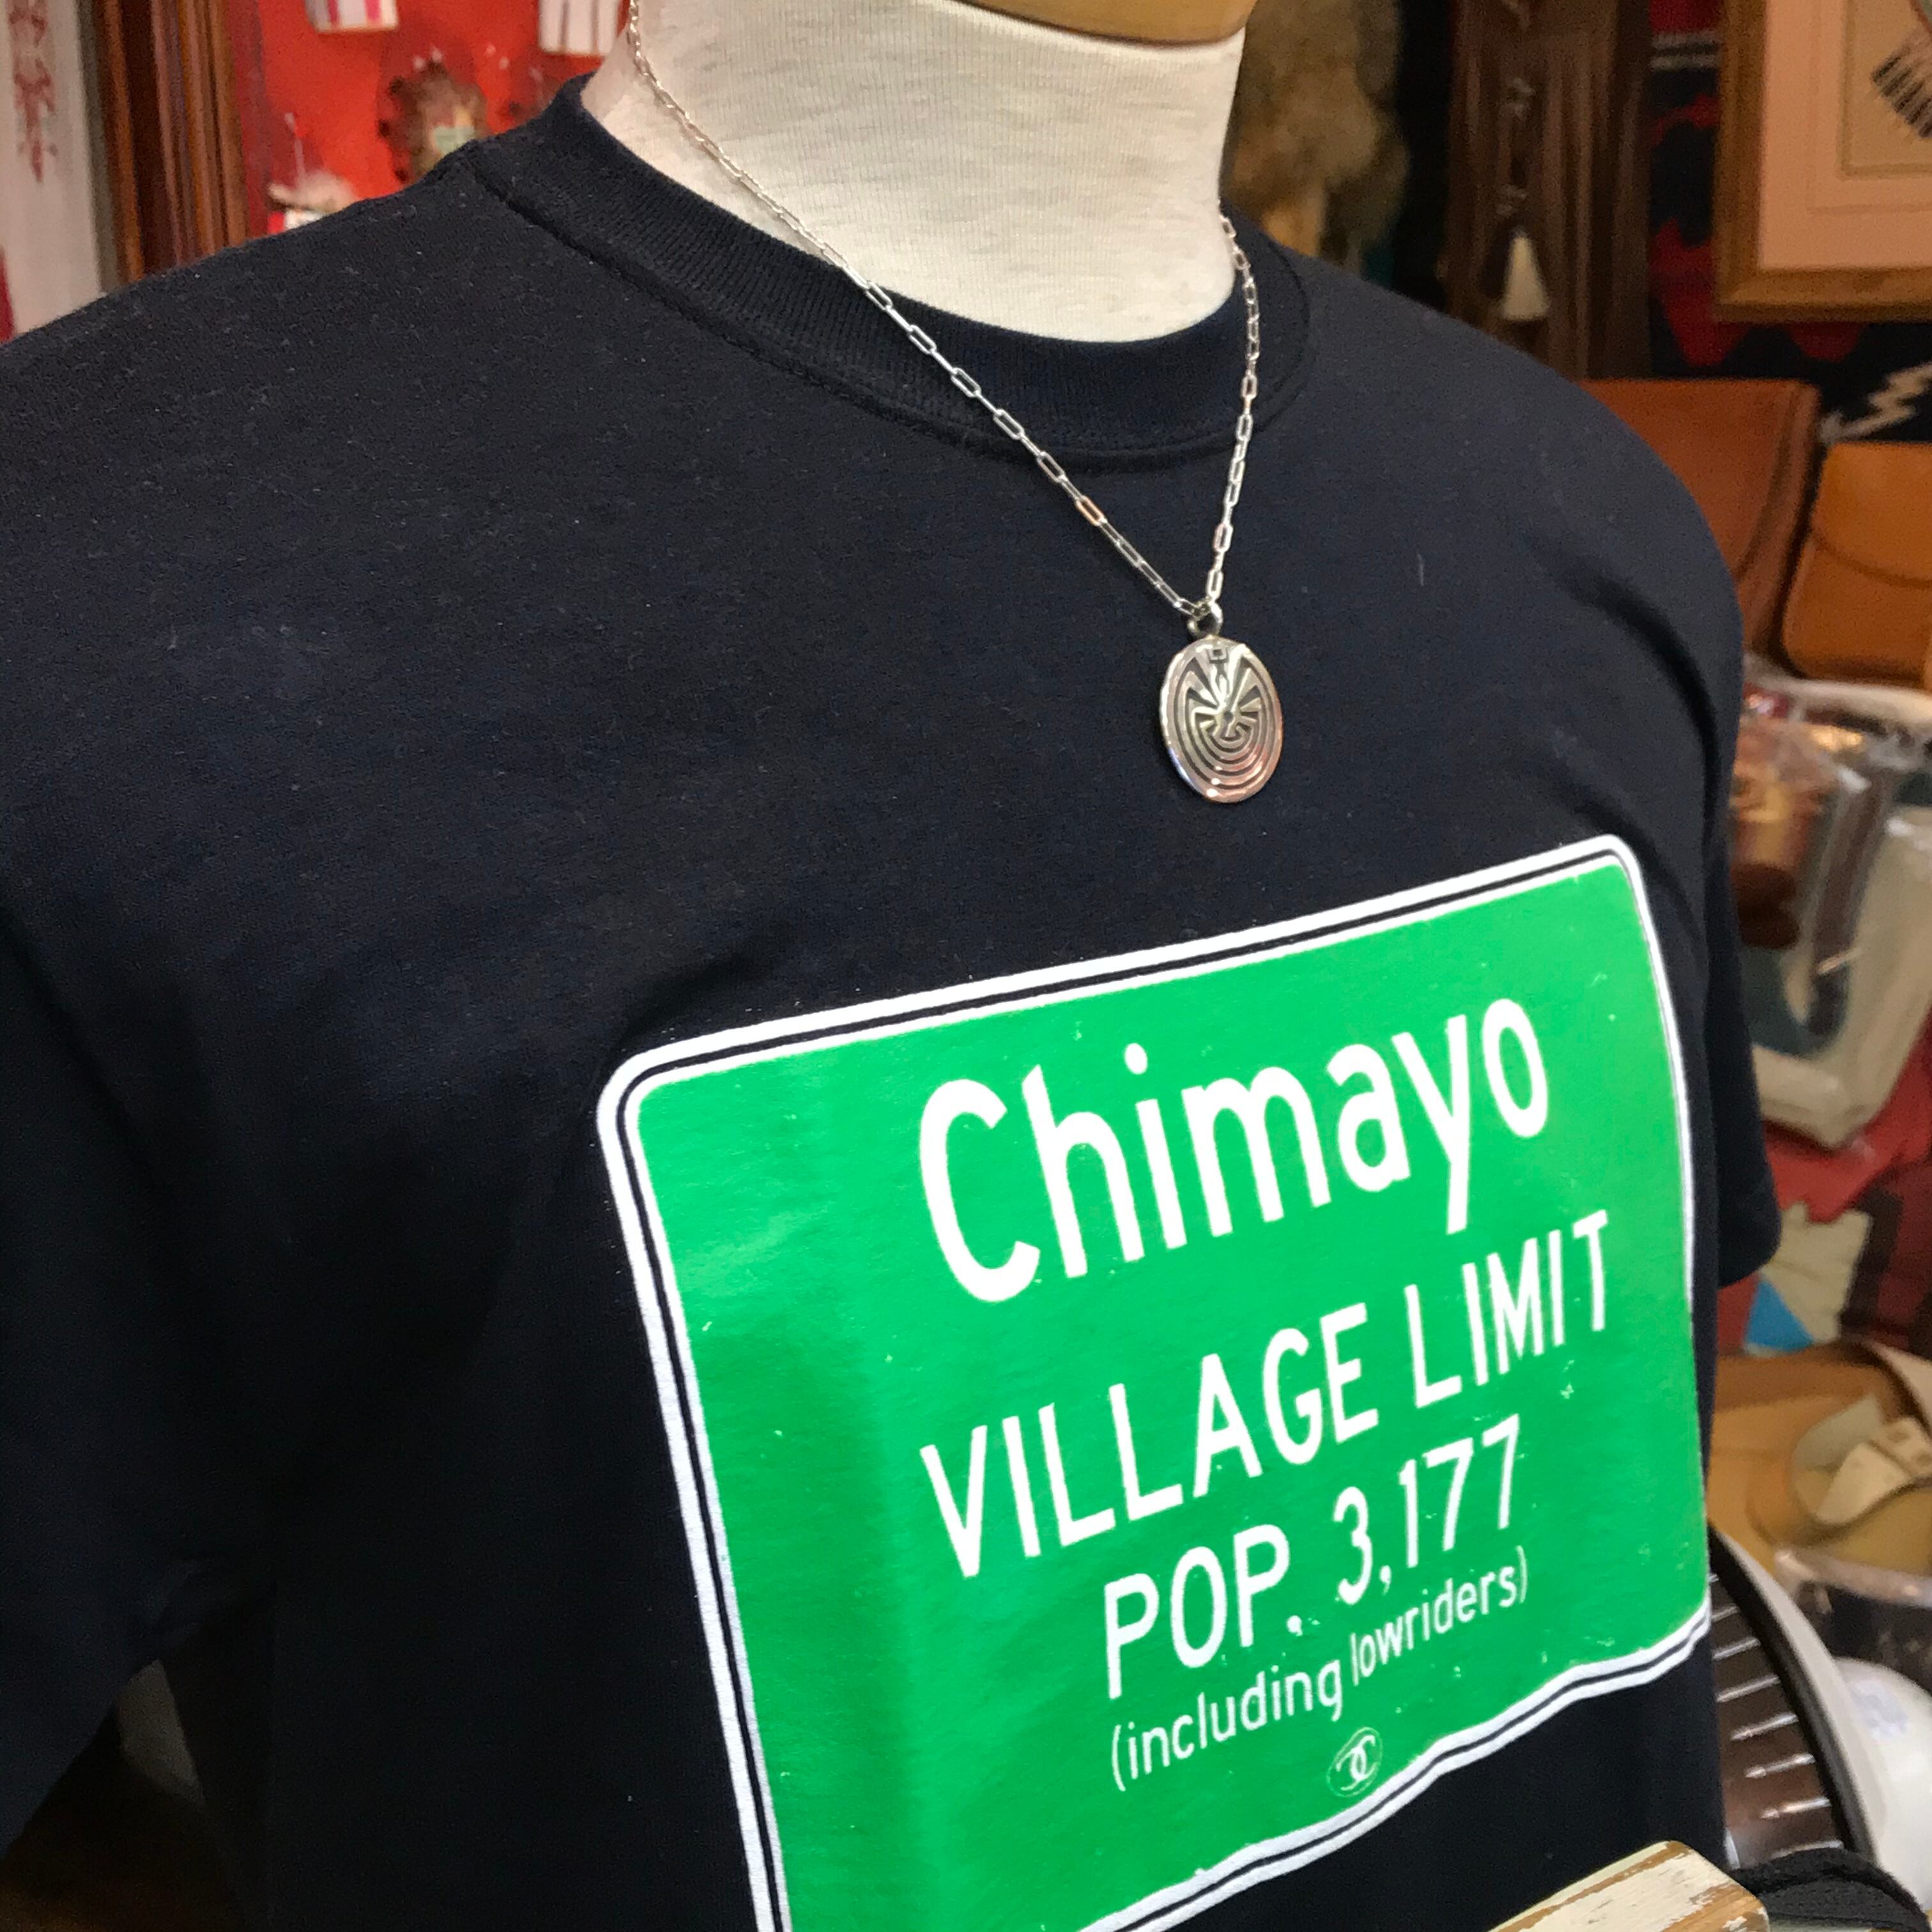 Chimayo
VILLAGE LIMIT
POP. 3,177
(including lowriders)